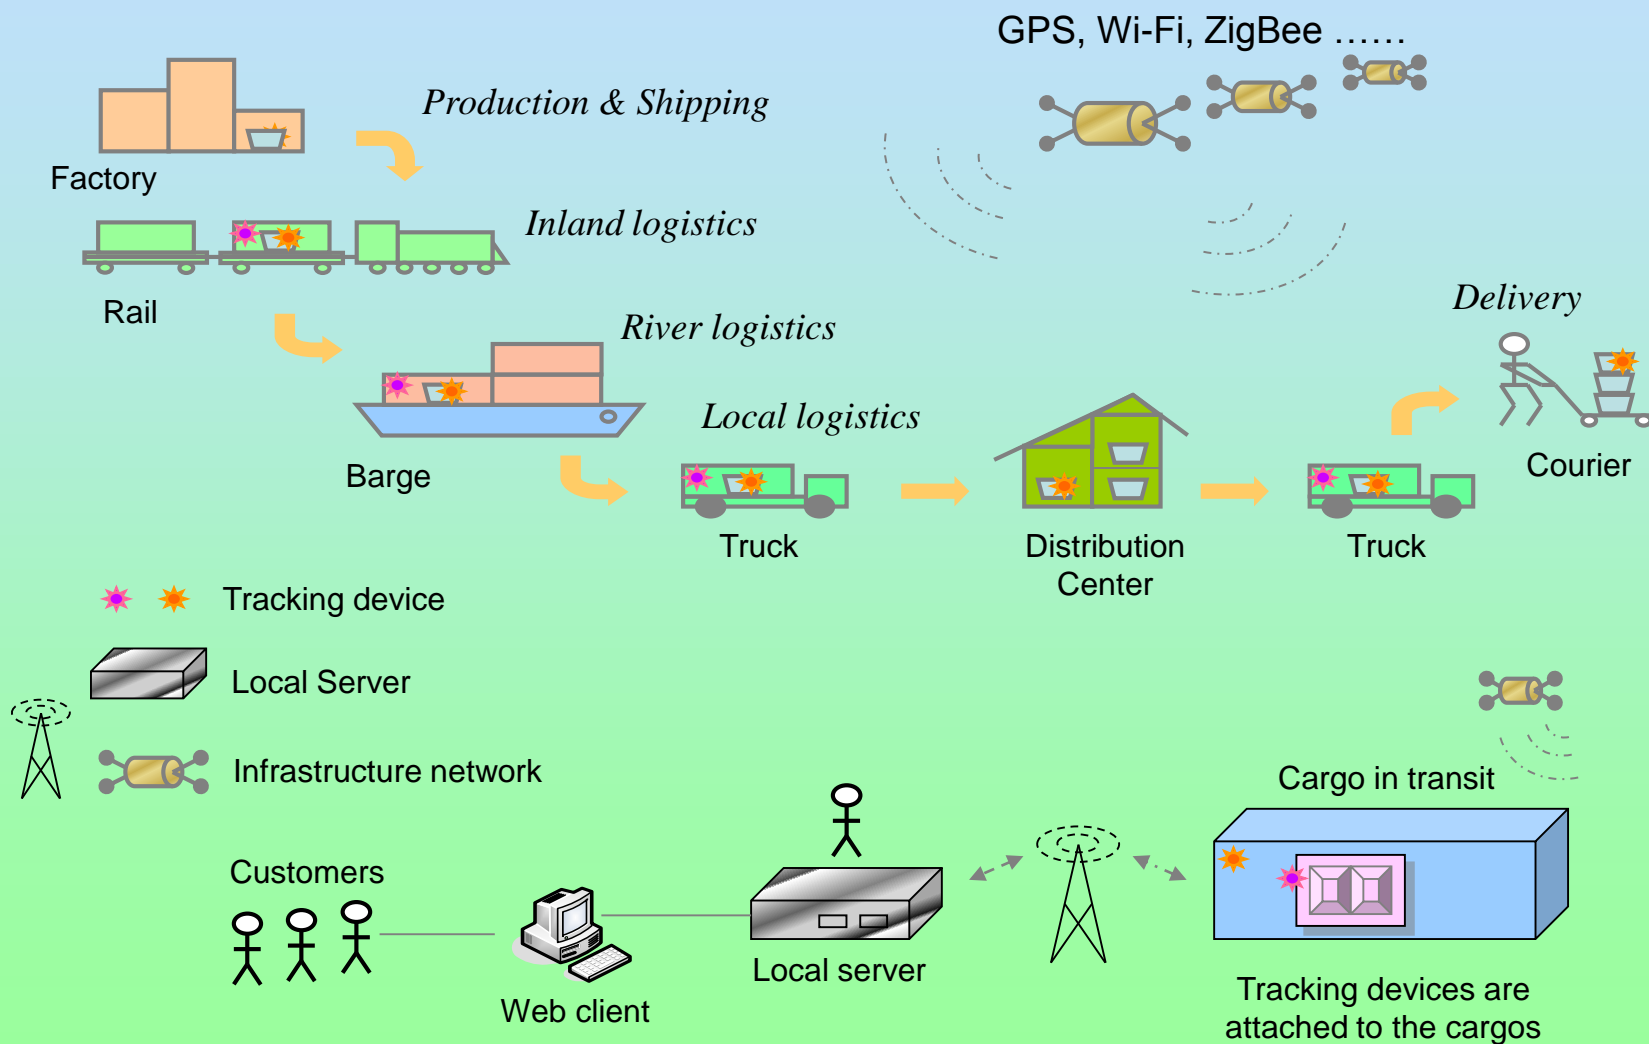 GPS, Wi-Fi, ZigBee ……
Production & Shipping
Factory
Inland logistics
Rail
River logistics
Delivery
Local logistics
Barge
Courier
Truck
Distribution
Center
Truck
Tracking device
Local Server
Infrastructure network
Cargo in transit
Customers
Local server
Web client
Tracking devices are
attached to the cargos